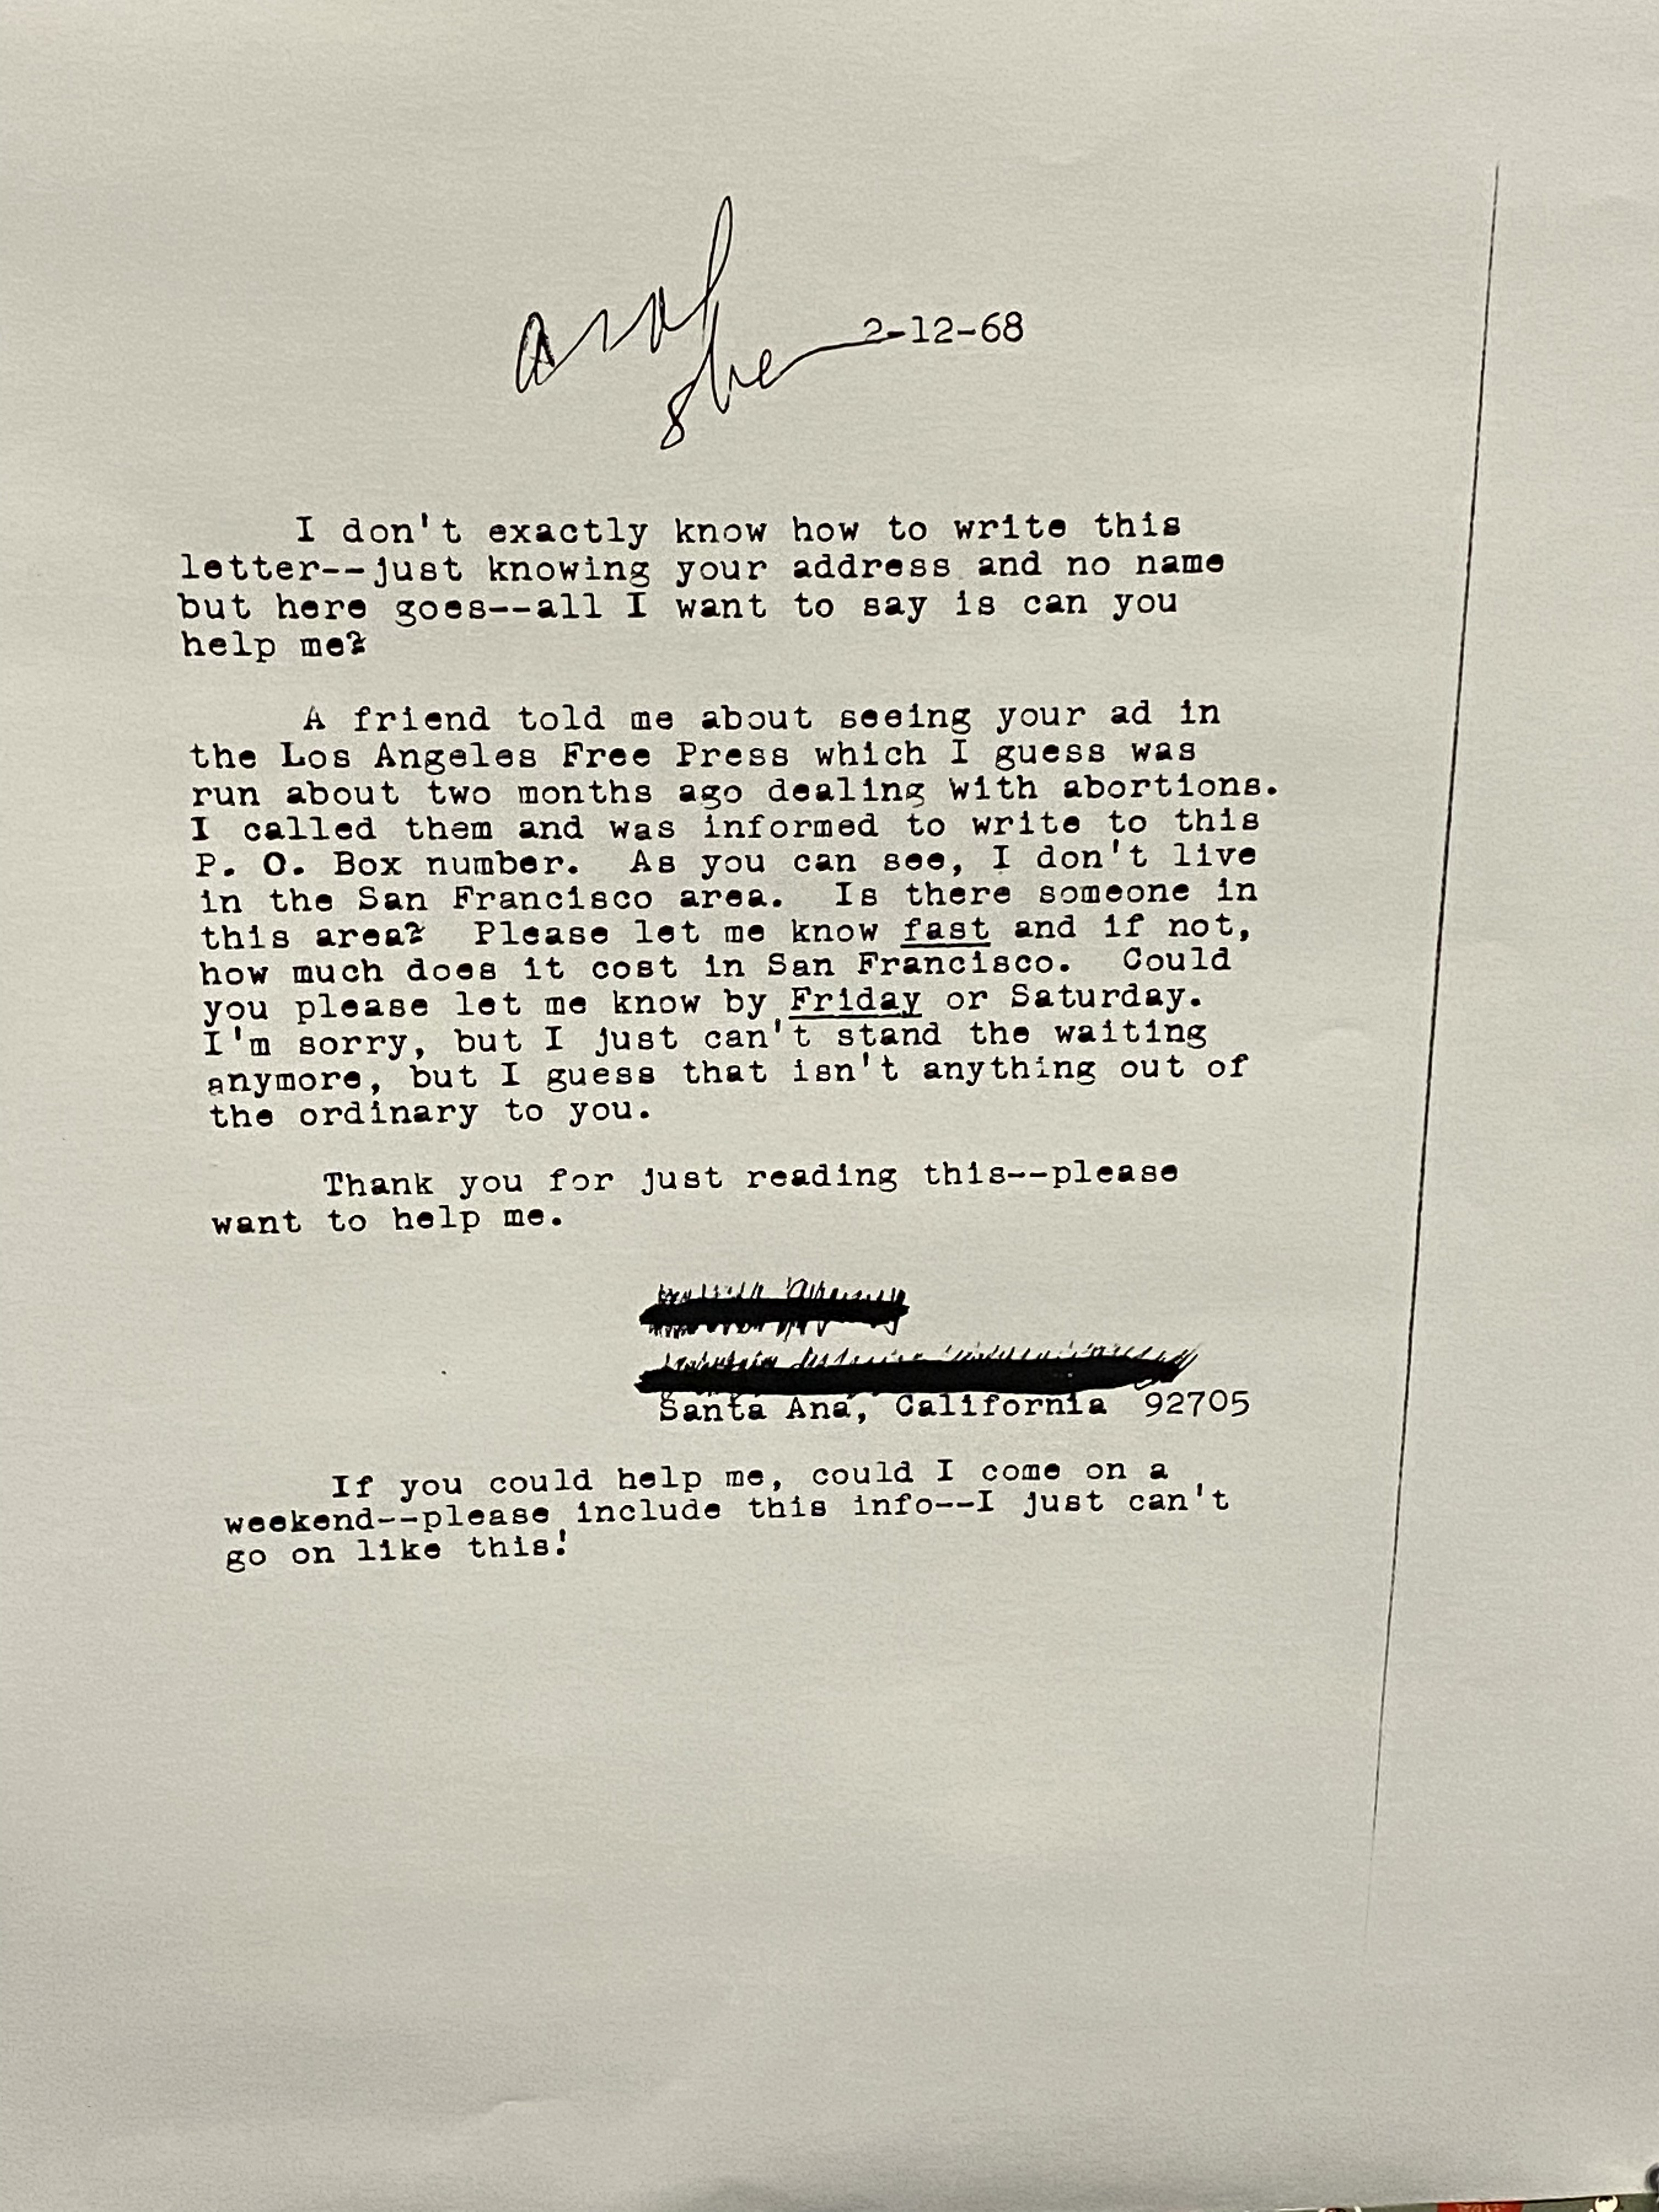 2-12-68
I don't exactly know how to write this
letter--just knowing your address and no name
but here goes--all I want to say is can you
help me?
A friend told me about seeing your ad in
the Los Angeles Free Press which I guess was
run about two months ago dealing with abortions.
I called them and was informed to write to this
P. O. Box number. As you can see, I don't live
in the San Francisco area. Is there someone in
this area? Please let me know fast and if not,
how much does it cost in San Francisco. Could
you please let me know by Friday or Saturday.
I'm sorry, but I just can't stand the waiting
anymore, but I guess that isn't anything out of
the ordinary to you.
Thank you for just reading this--please
want to help me.
Santa Ana, California 92705
If you could help me, could I come on a
weekend--please include this info--I just can't
go on like this!